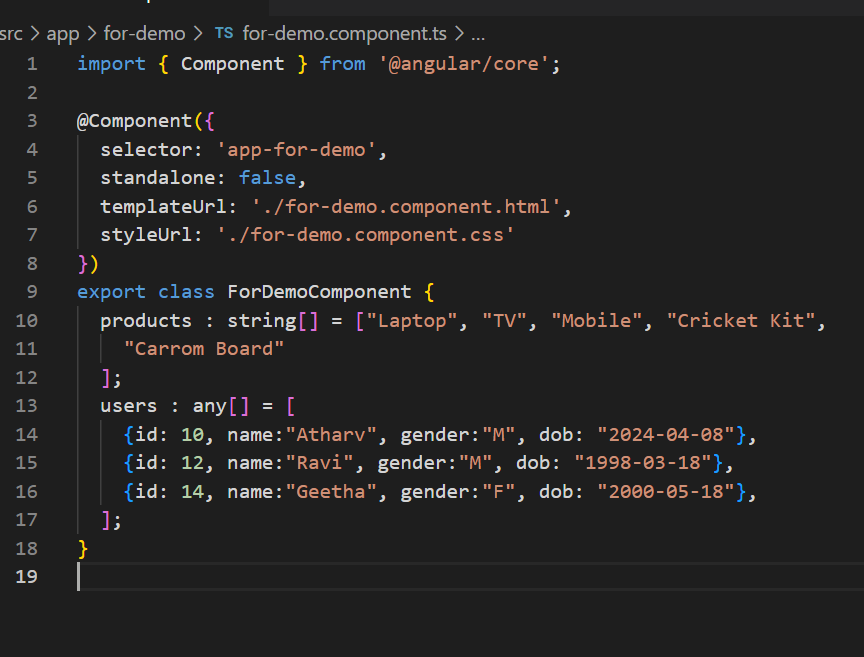 src > app > for-demo > TS for-demo.component.ts > ...
1 import { Component } from '@angular/core';
2
3 @Component({
4 selector: 'app-for-demo',
5 standalone: false,
6 templateUrl: './for-demo.component.html',
7 styleUrl: './for-demo.component.css'
8 })
9 export class ForDemoComponent {
10 products : string[] = ["Laptop", "TV", "Mobile", "Cricket Kit",
11 "Carrom Board"
12 ];
13 users : any[] = [
14 {id: 10, name:"Atharv", gender:"M", dob: "2024-04-08"},
15 {id: 12, name:"Ravi", gender:"M", dob: "1998-03-18"},
16 {id: 14, name:"Geetha", gender:"F", dob: "2000-05-18"},
17 ];
18 }
19